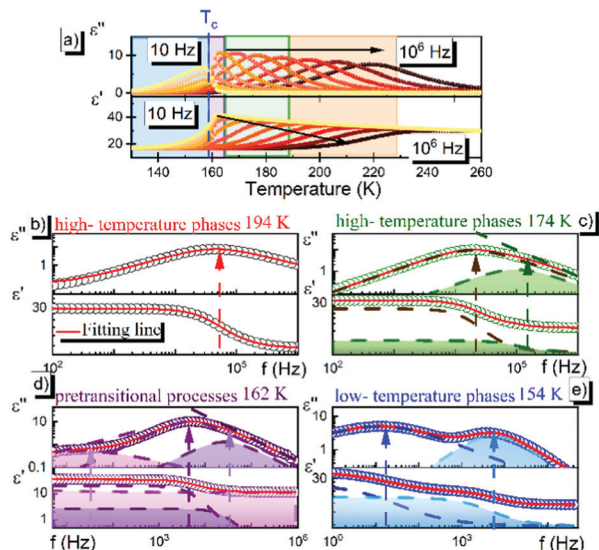 T_c
a)
ε''
10 Hz
10⁶ Hz
10
0
ε'
10 Hz
10⁶ Hz
40
20
140 160 180 200 220 240 260
Temperature (K)
b)
high- temperature phases 194 K
ε''
1
ε'
30
Fitting line
10² 10⁵
f (Hz)
c)
high- temperature phases 174 K
ε''
1
ε'
30
10² 10⁵
f (Hz)
d)
pretransitional processes 162 K
ε''
10
0.1
ε'
10
1
10⁰ 10³ 10⁶
f (Hz)
e)
low- temperature phases 154 K
ε''
10
1
ε'
30
0
10⁰ 10³
f (Hz)